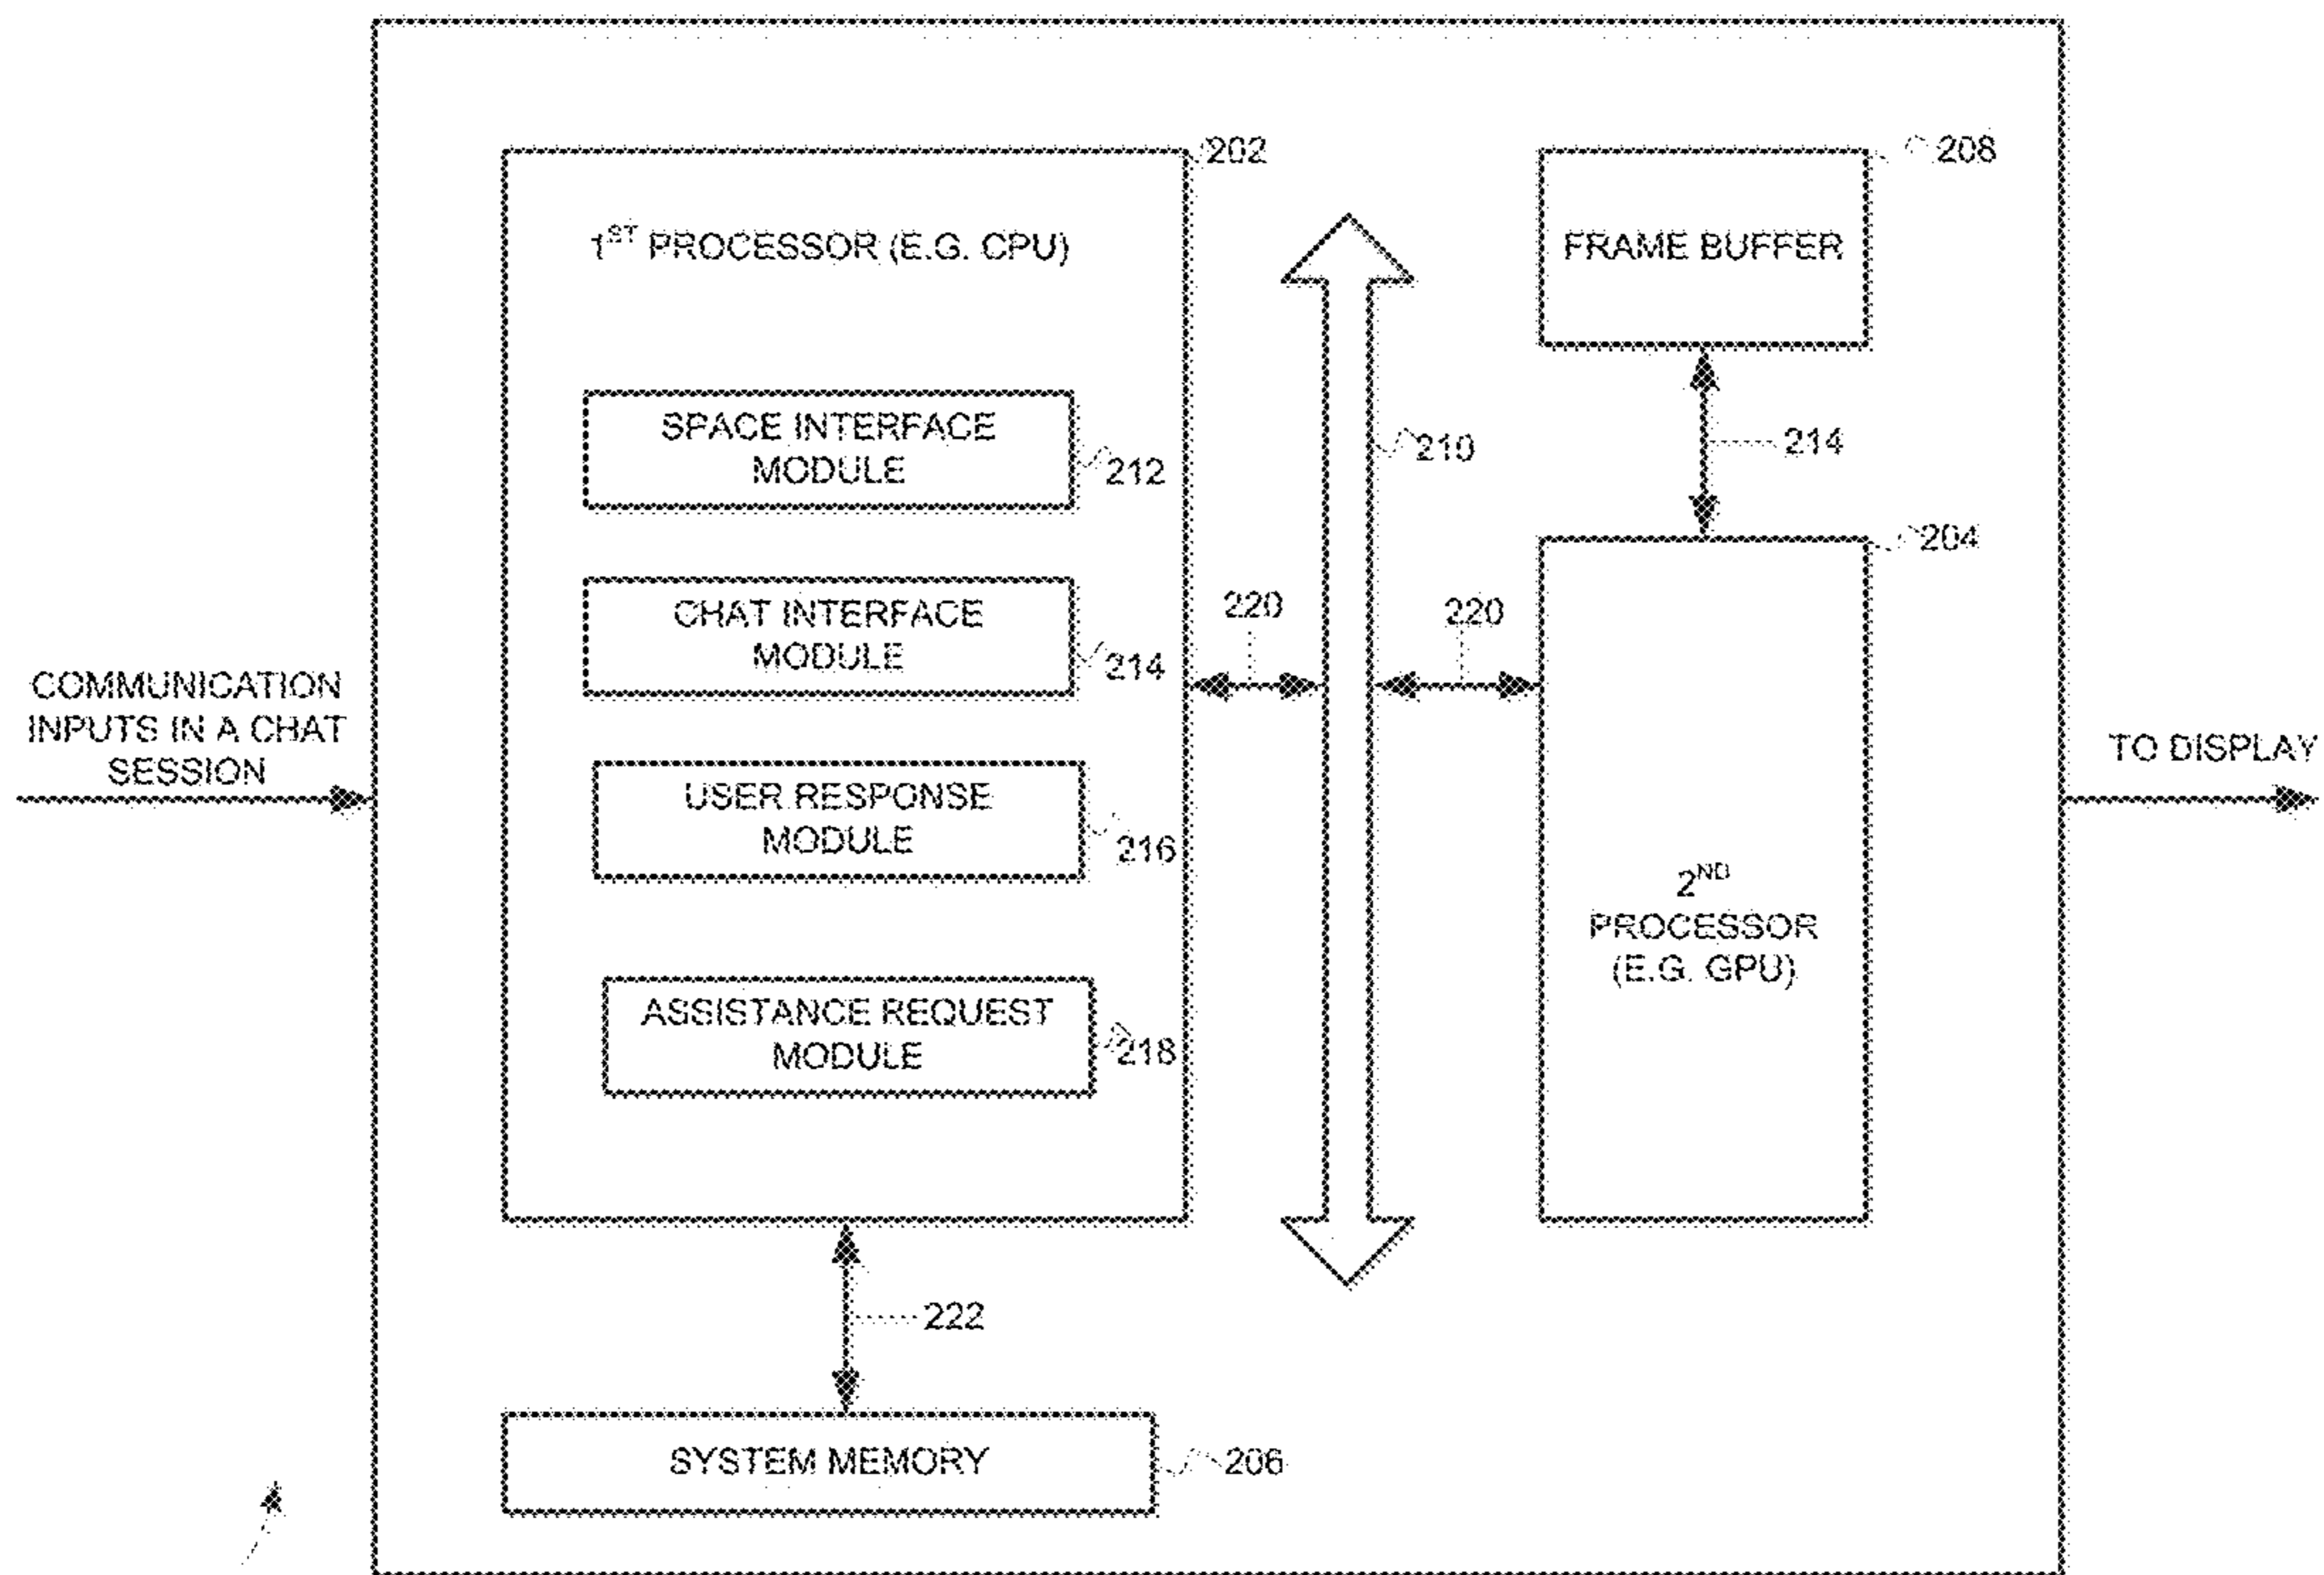 COMMUNICATION
INPUTS IN A CHAT
SESSION
202
1ST PROCESSOR (E.G. CPU)
SPACE INTERFACE
MODULE
212
CHAT INTERFACE
MODULE
214
USER RESPONSE
MODULE
216
ASSISTANCE REQUEST
MODULE
218
222
SYSTEM MEMORY
206
220
210
220
208
FRAME BUFFER
214
204
2ND
PROCESSOR
(E.G. GPU)
TO DISPLAY